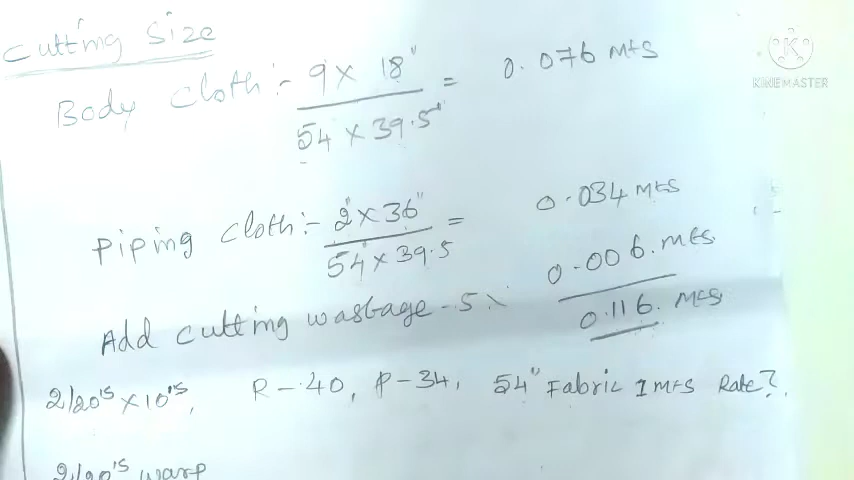 Cutting Size
Body cloth:- 9 x 18" / 54 x 39.5" = 0.076 mts
Piping cloth:- 2" x 36" / 54" x 39.5 = 0.034 mts
Add cutting wastage - 5% 0.006. mts
0.116. mts
2/20'S x 10'S, R - 40, P - 34, 54" Fabric 1 mts Rate?
2/20'S warp
K
KINEMASTER